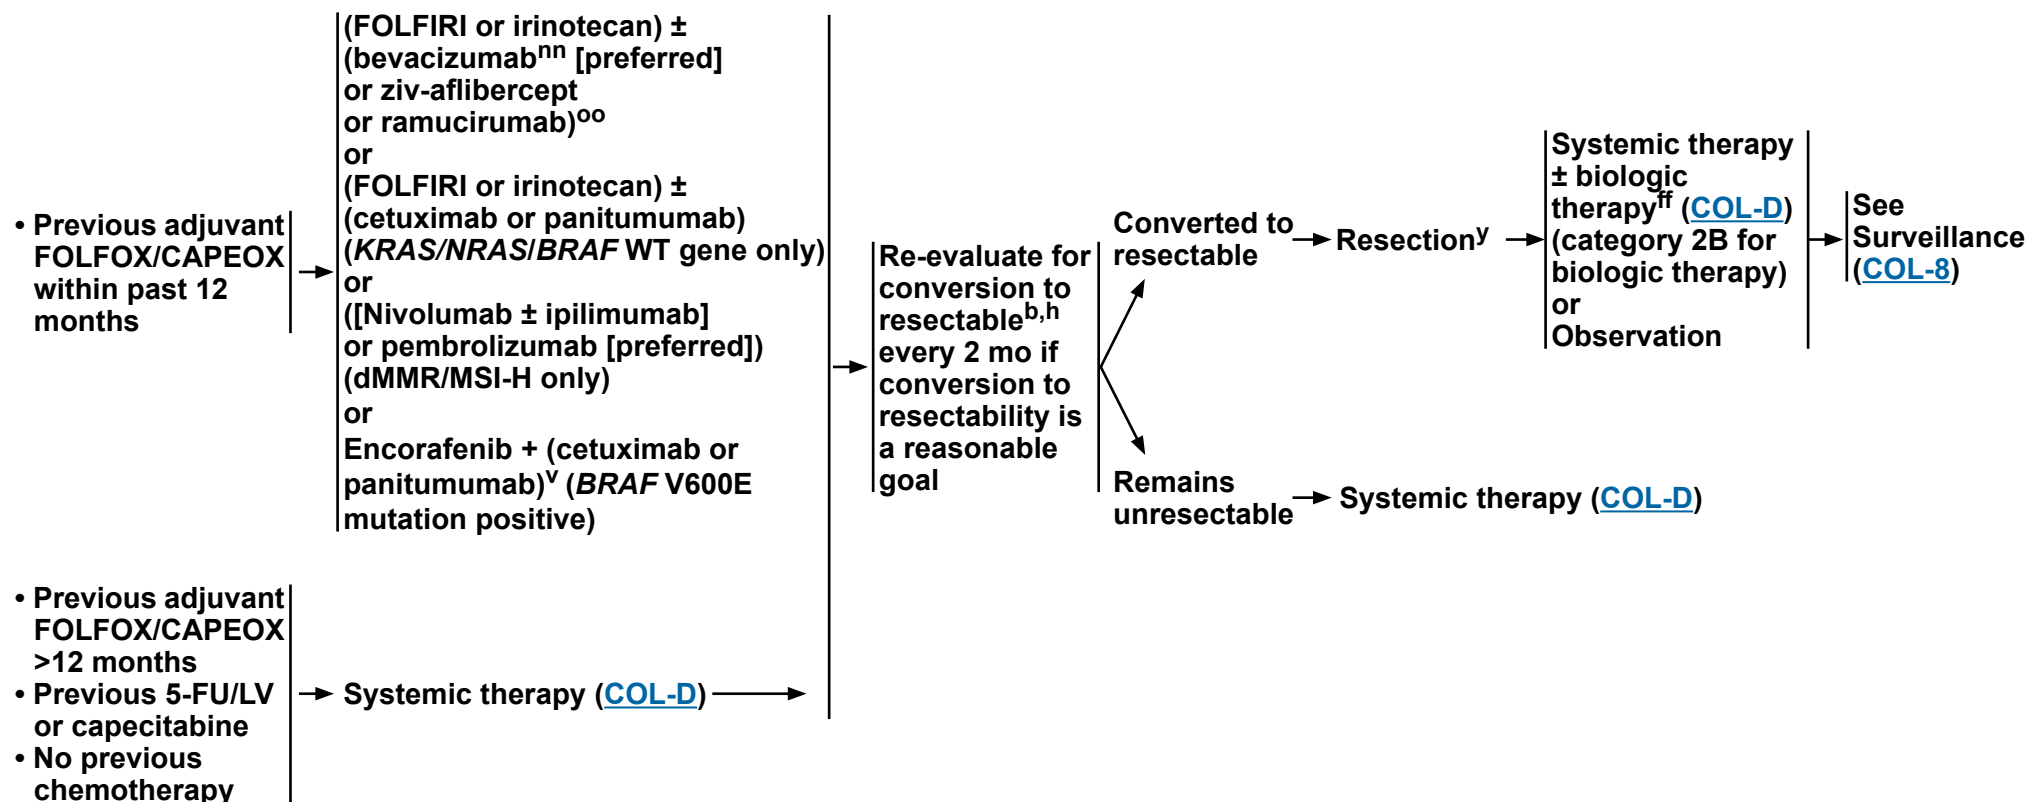 • Previous adjuvant
FOLFOX/CAPEOX
within past 12
months
(FOLFIRI or irinotecan) ±
(bevacizumabⁿⁿ [preferred]
or ziv-aflibercept
or ramucirumab)ᵒᵒ
or
(FOLFIRI or irinotecan) ±
(cetuximab or panitumumab)
(KRAS/NRAS/BRAF WT gene only)
or
([Nivolumab ± ipilimumab]
or pembrolizumab [preferred])
(dMMR/MSI-H only)
or
Encorafenib + (cetuximab or
panitumumab)ᵛ (BRAF V600E
mutation positive)
• Previous adjuvant
FOLFOX/CAPEOX
>12 months
• Previous 5-FU/LV
or capecitabine
• No previous
chemotherapy
Systemic therapy (COL-D)
Re-evaluate for
conversion to
resectableᵇ,ʰ
every 2 mo if
conversion to
resectability is
a reasonable
goal
Converted to
resectable
Resectionʸ
Systemic therapy
± biologic
therapyᶠᶠ (COL-D)
(category 2B for
biologic therapy)
or
Observation
See
Surveillance
(COL-8)
Remains
unresectable
Systemic therapy (COL-D)